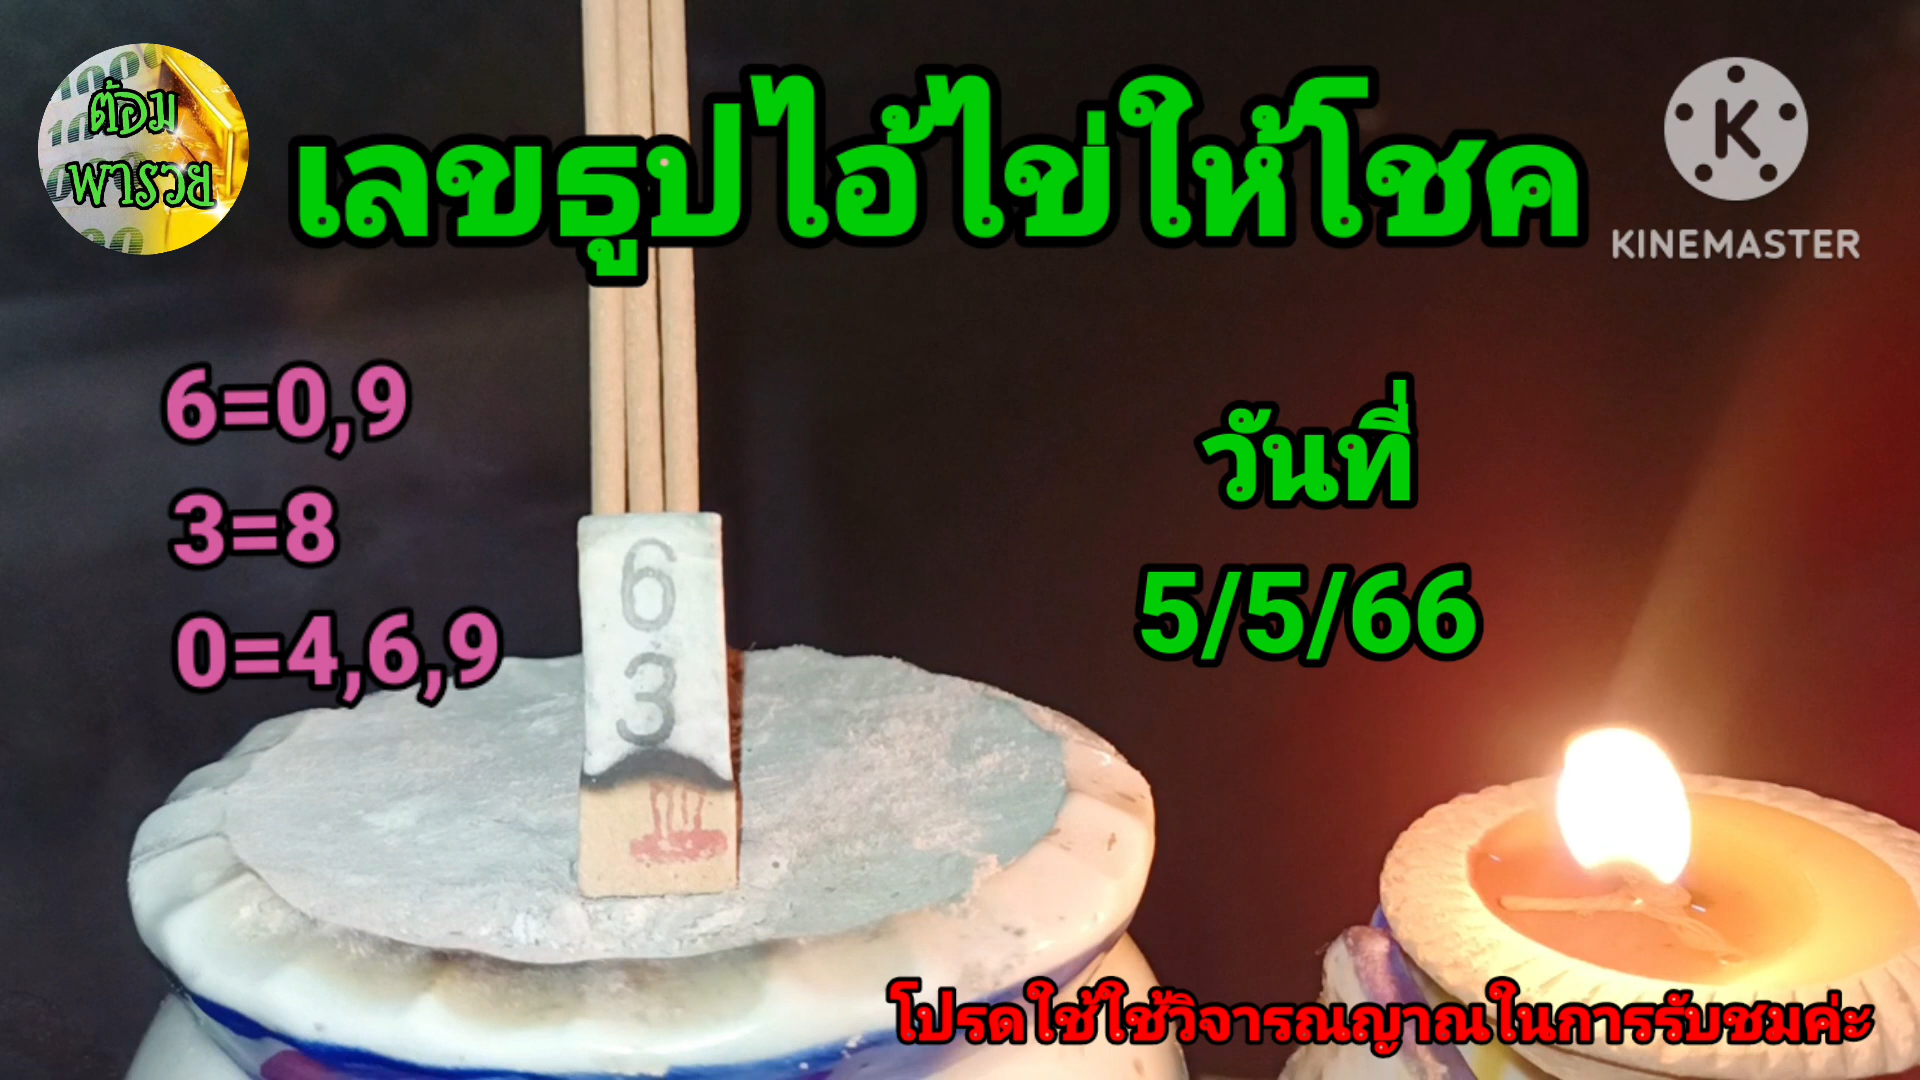 ต้อม
พารวย
เลขธูปไอ้ไข่ให้โชค
KINEMASTER
6=0,9
3=8
0=4,6,9
วันที่
5/5/66
6
3
โปรดใช้ใช้วิจารณญาณในการรับชมค่ะ